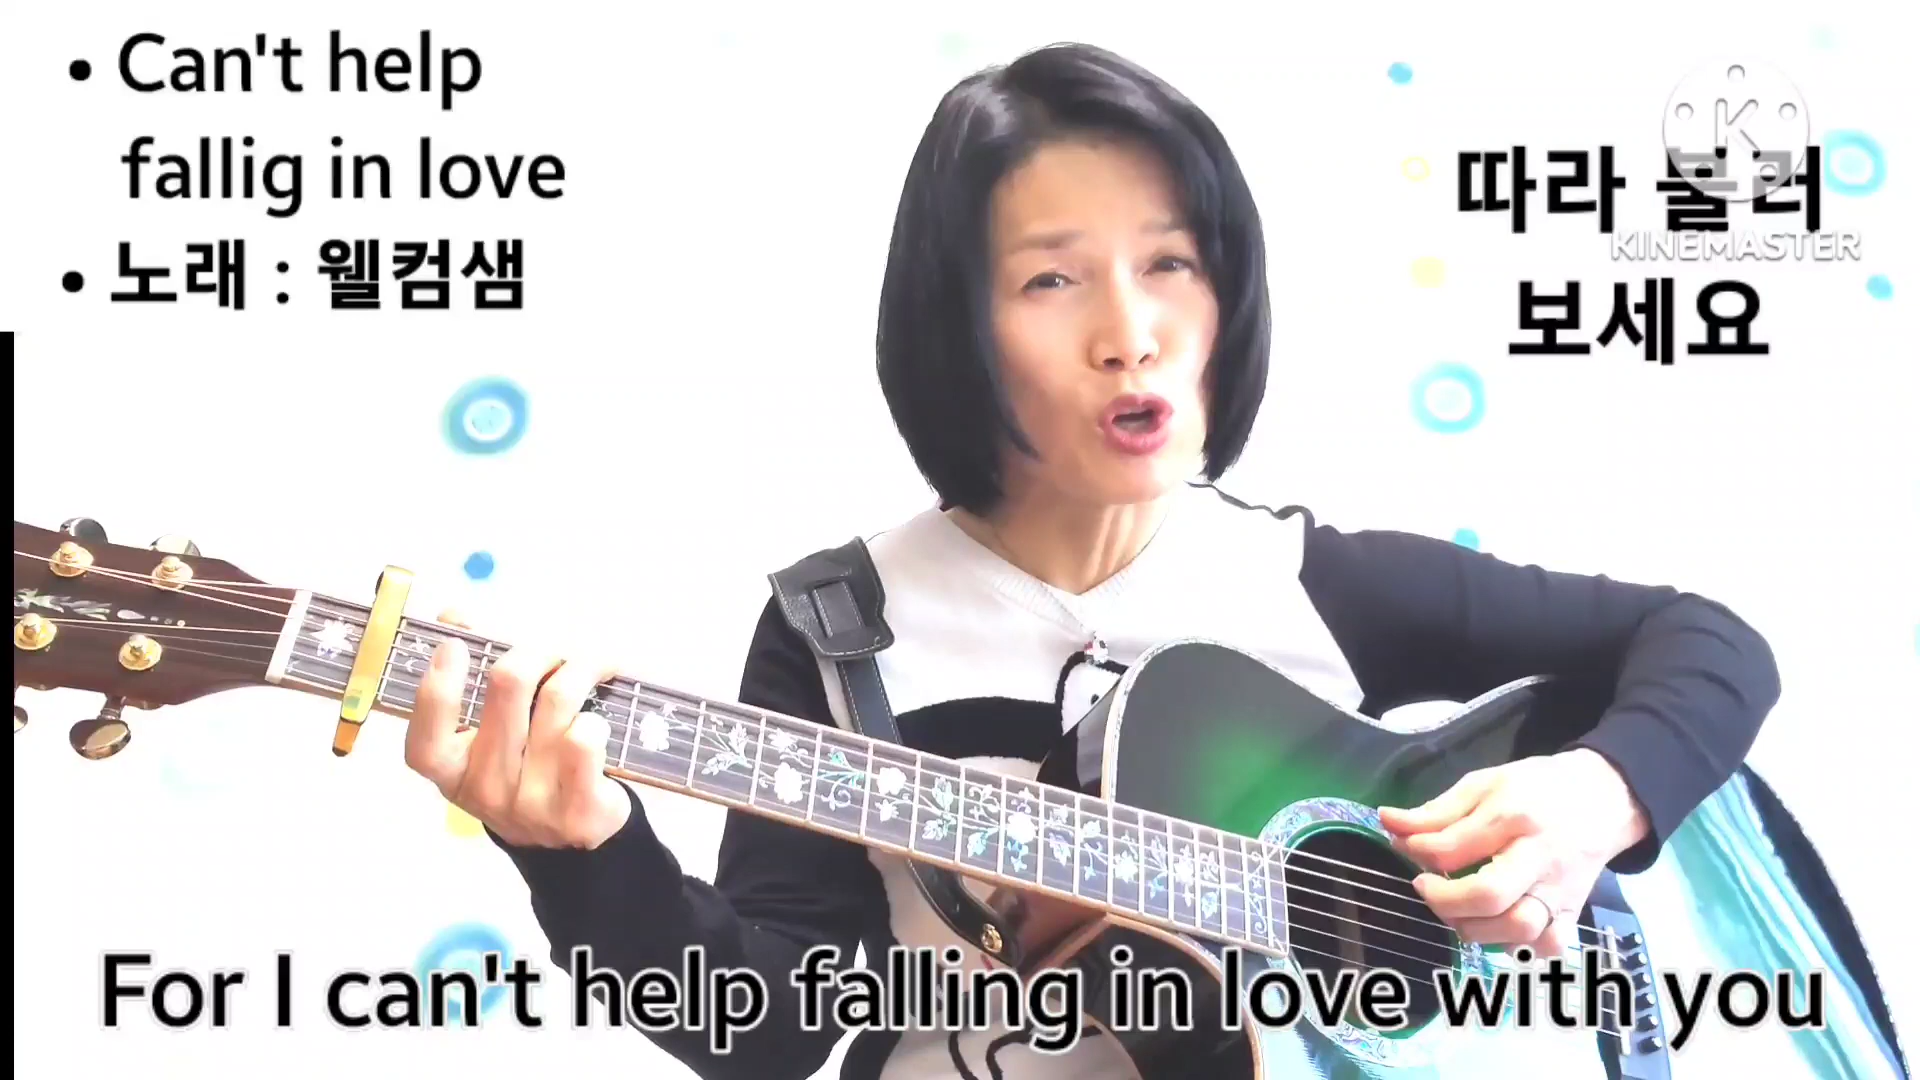 • Can't help
fallig in love
• 노래 : 웰컴샘
따라 불러
보세요
K
KINEMASTER
For I can't help falling in love with you